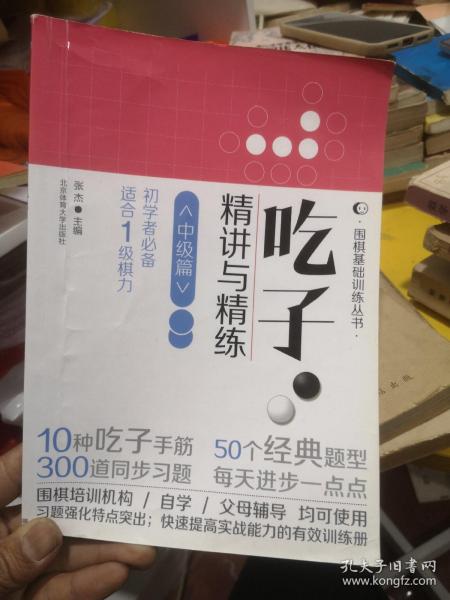 ·围棋基础训练丛书·
吃子
精讲与精练
<中级篇>
初学者必备
适合1级棋力
张杰 主编
北京体育大学出版社
10种吃子手筋 50个经典题型
300道同步习题 每天进步一点点
围棋培训机构 / 自学 / 父母辅导 均可使用
习题强化特点突出；快速提高实战能力的有效训练册
孔夫子旧书网
www.kongfz.com